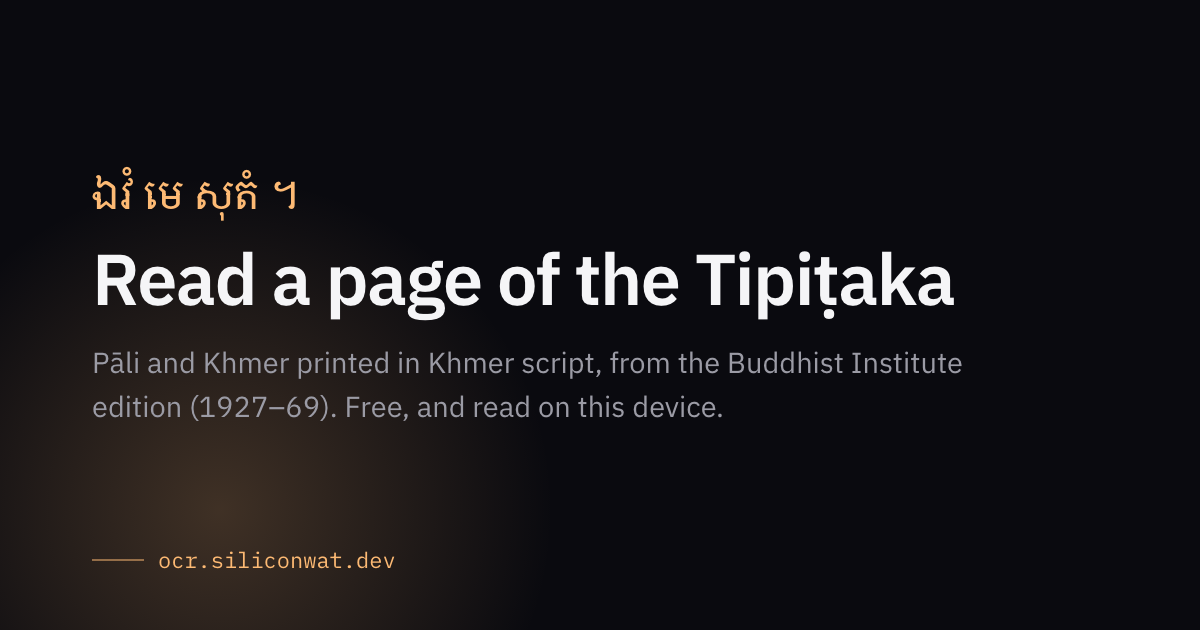 ឯវំ មេ សុតំ ។
Read a page of the Tipiṭaka
Pāli and Khmer printed in Khmer script, from the Buddhist Institute
edition (1927–69). Free, and read on this device.
ocr.siliconwat.dev